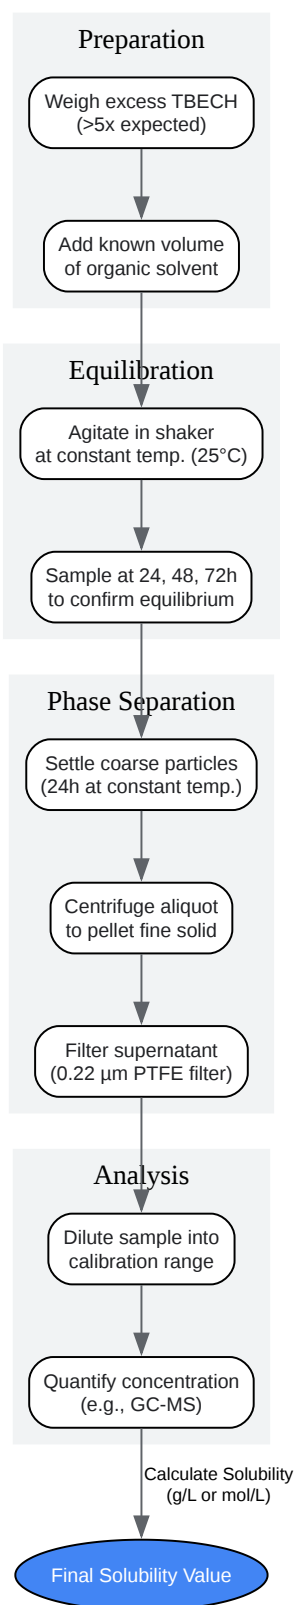 Preparation
Weigh excess TBECH
(>5x expected)
Add known volume
of organic solvent
Equilibration
Agitate in shaker
at constant temp. (25°C)
Sample at 24, 48, 72h
to confirm equilibrium
Phase Separation
Settle coarse particles
(24h at constant temp.)
Centrifuge aliquot
to pellet fine solid
Filter supernatant
(0.22 µm PTFE filter)
Analysis
Dilute sample into
calibration range
Quantify concentration
(e.g., GC-MS)
Calculate Solubility
(g/L or mol/L)
Final Solubility Value